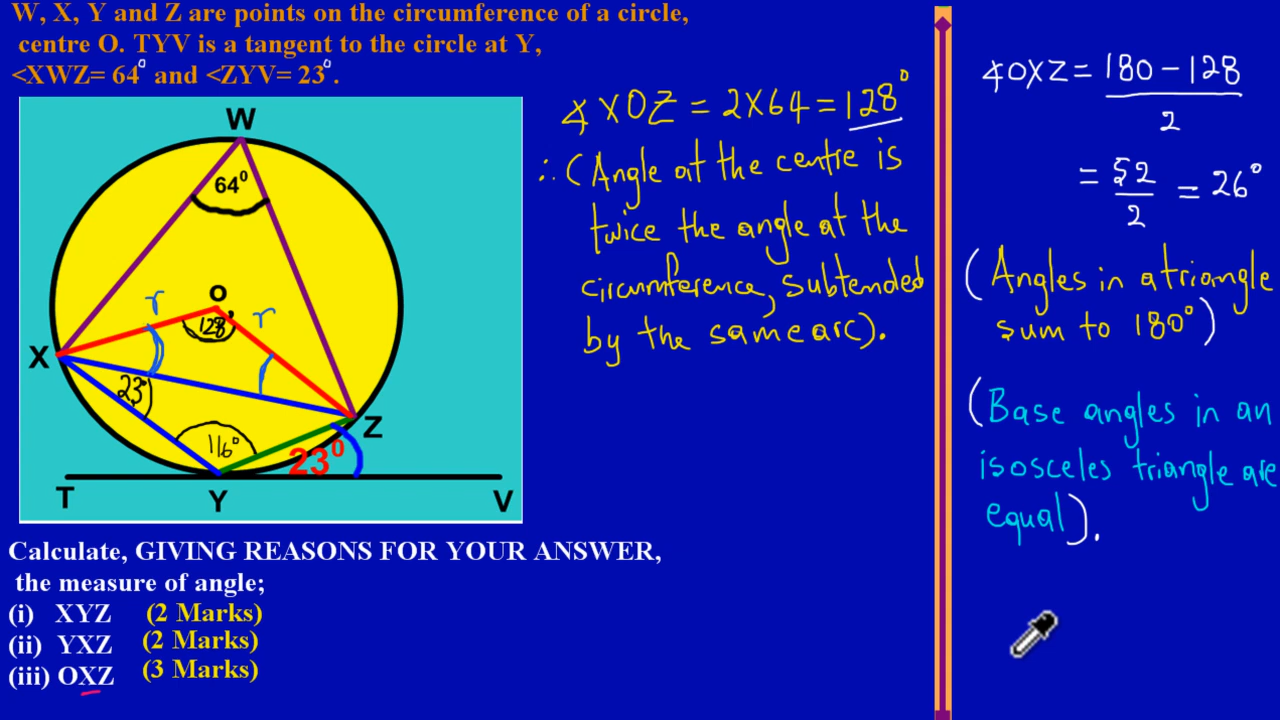 W, X, Y and Z are points on the circumference of a circle,
centre O. TYV is a tangent to the circle at Y,
<XWZ= 64° and <ZYV= 23°.
W
64⁰
O
r
r
128
X
23°
116°
Z
23⁰
T
Y
V
Calculate, GIVING REASONS FOR YOUR ANSWER,
the measure of angle;
(i) XYZ (2 Marks)
(ii) YXZ (2 Marks)
(iii) OXZ (3 Marks)
∢XOZ = 2X64 = 128°
∴ (Angle at the centre is
twice the angle at the
circumference, subtended
by the same arc).
∢OXZ = 180 - 128
2
= 52
2
= 26°
(Angles in a triangle
sum to 180°)
(Base angles in an
isosceles triangle are
equal).